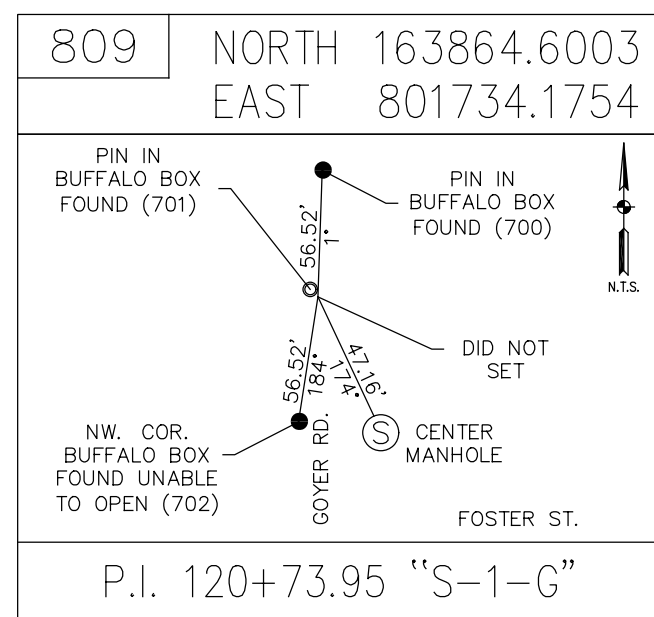 809
NORTH 163864.6003
EAST 801734.1754
PIN IN
BUFFALO BOX
FOUND (701)
PIN IN
BUFFALO BOX
FOUND (700)
N.T.S.
56.52'
1°
DID NOT
SET
56.52'
184°
47.16'
174°
NW. COR.
BUFFALO BOX
FOUND UNABLE
TO OPEN (702)
S
CENTER
MANHOLE
GOYER RD.
FOSTER ST.
P.I. 120+73.95 "S-1-G"